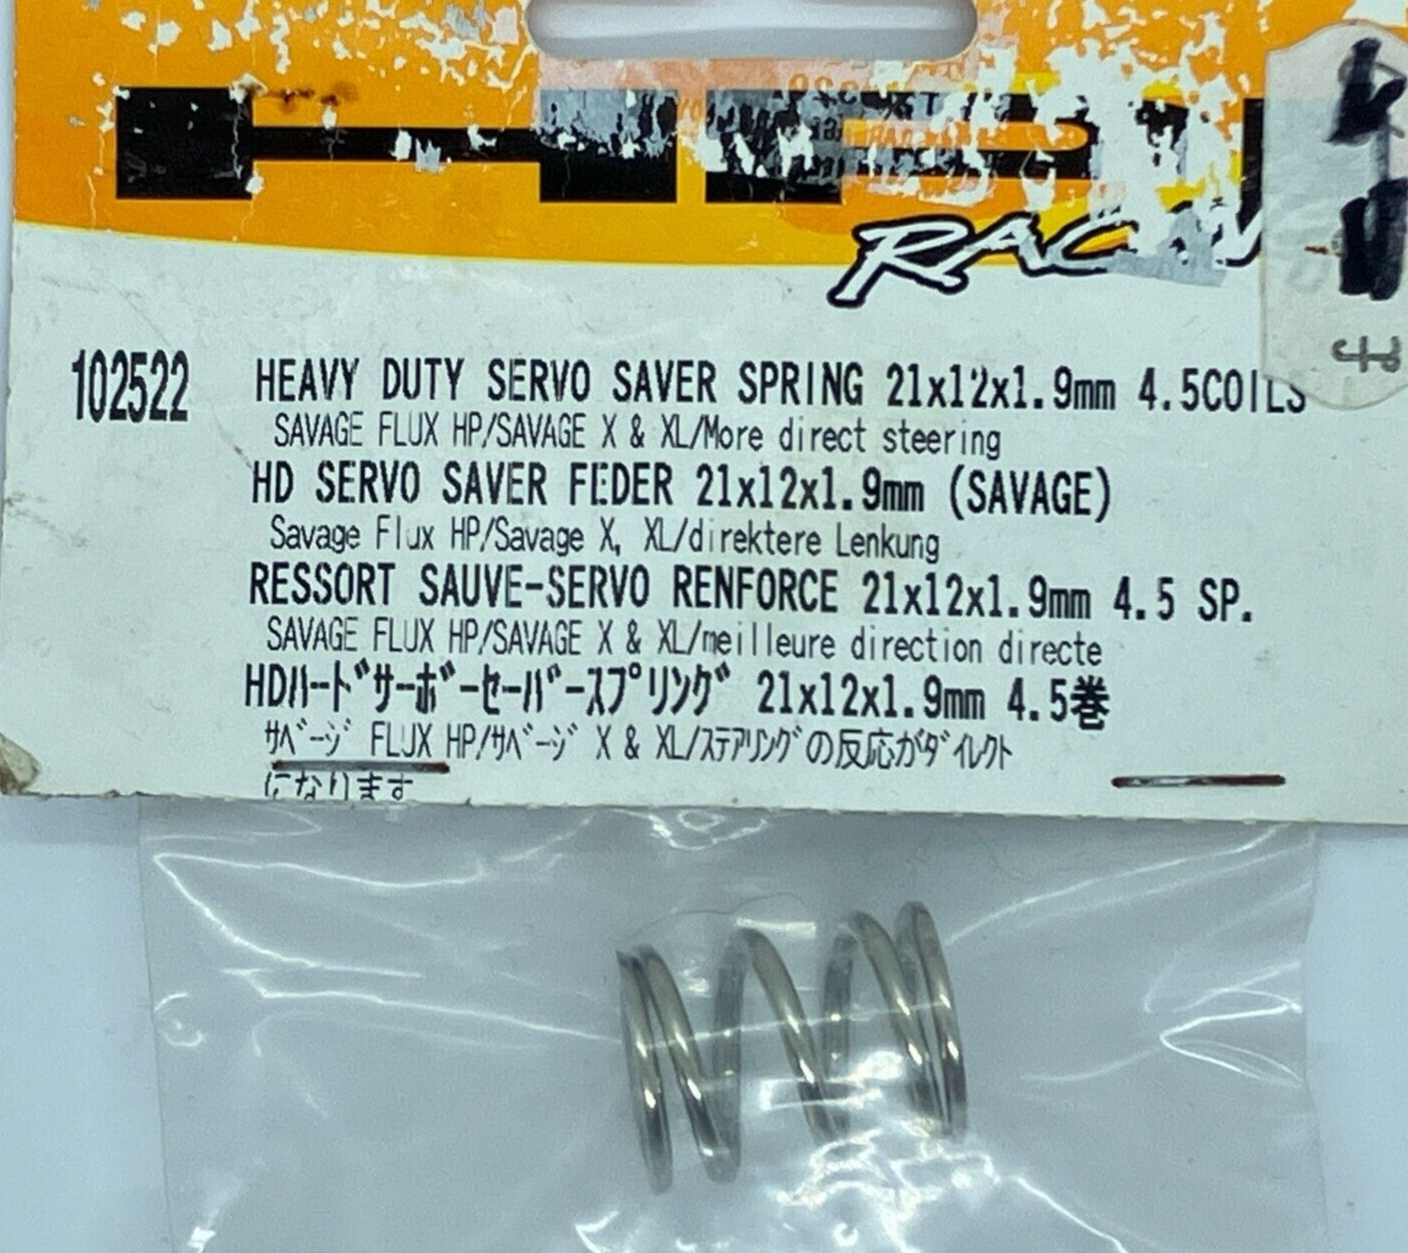 HPI
RACING
102522 HEAVY DUTY SERVO SAVER SPRING 21x12x1.9mm 4.5COILS
SAVAGE FLUX HP/SAVAGE X & XL/More direct steering
HD SERVO SAVER FEDER 21x12x1.9mm (SAVAGE)
Savage Flux HP/Savage X, XL/direktere Lenkung
RESSORT SAUVE-SERVO RENFORCE 21x12x1.9mm 4.5 SP.
SAVAGE FLUX HP/SAVAGE X & XL/meilleure direction directe
HDハードサーボーセーバースプリング 21x12x1.9mm 4.5巻
サベージ FLUX HP/サベージ X & XL/ステアリングの反応がダイレクト
になります